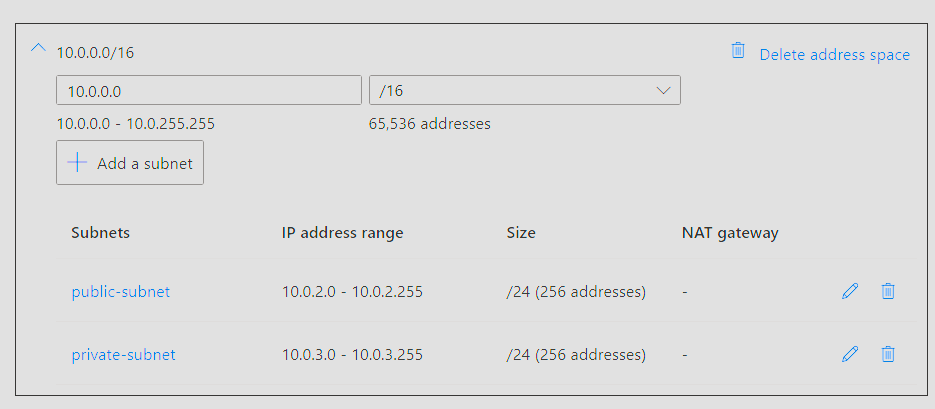 10.0.0.0/16
Delete address space
10.0.0.0
/16
10.0.0.0 - 10.0.255.255
65,536 addresses
Add a subnet
Subnets IP address range Size NAT gateway
public-subnet 10.0.2.0 - 10.0.2.255 /24 (256 addresses) -
private-subnet 10.0.3.0 - 10.0.3.255 /24 (256 addresses) -